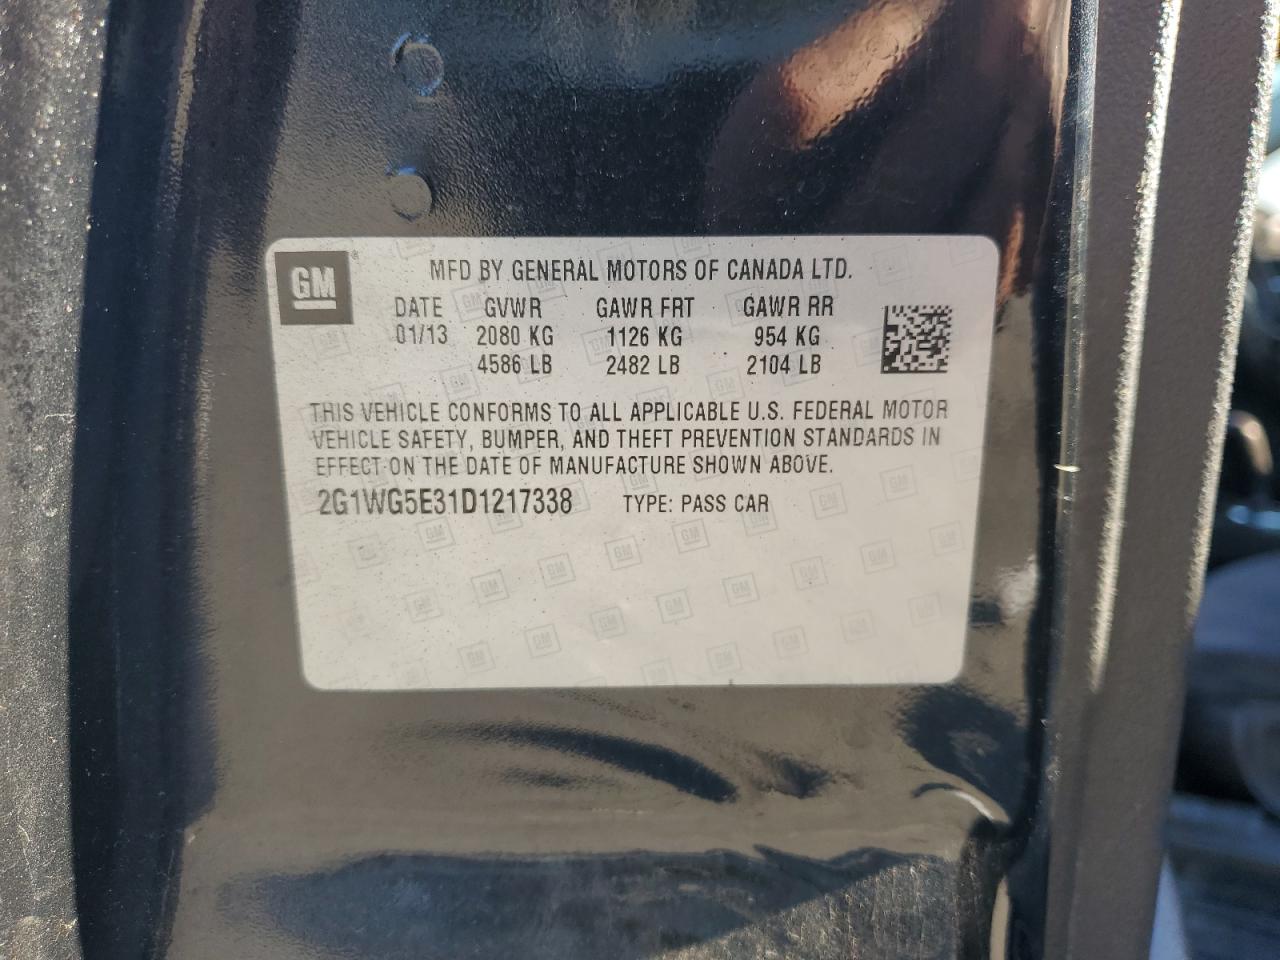 GM
MFD BY GENERAL MOTORS OF CANADA LTD.
DATE GVWR GAWR FRT GAWR RR
01/13 2080 KG 1126 KG 954 KG
4586 LB 2482 LB 2104 LB
THIS VEHICLE CONFORMS TO ALL APPLICABLE U.S. FEDERAL MOTOR
VEHICLE SAFETY, BUMPER, AND THEFT PREVENTION STANDARDS IN
EFFECT ON THE DATE OF MANUFACTURE SHOWN ABOVE.
2G1WG5E31D1217338 TYPE: PASS CAR